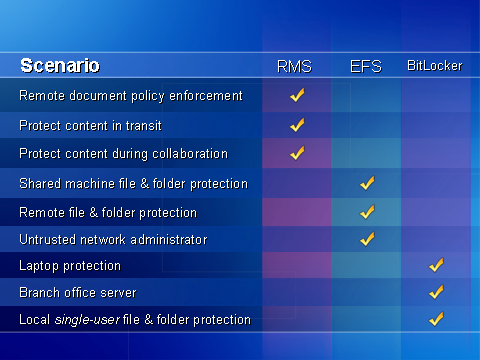 Scenario RMS EFS BitLocker
Remote document policy enforcement ✓
Protect content in transit ✓
Protect content during collaboration ✓
Shared machine file & folder protection ✓
Remote file & folder protection ✓
Untrusted network administrator ✓
Laptop protection ✓
Branch office server ✓
Local single-user file & folder protection ✓